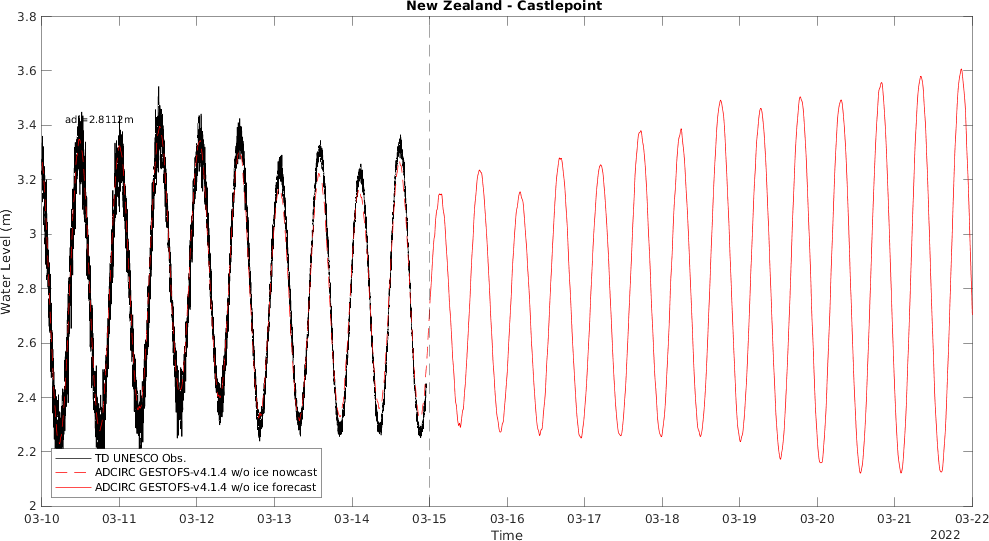 New Zealand - Castlepoint
3.8
3.6
3.4
3.2
3
2.8
2.6
2.4
2.2
2
Water Level (m)
TD UNESCO Obs.
ADCIRC GESTOFS-v4.1.4 w/o ice nowcast
ADCIRC GESTOFS-v4.1.4 w/o ice forecast
03-10 03-11 03-12 03-13 03-14 03-15 03-16 03-17 03-18 03-19 03-20 03-21 03-22
Time
2022